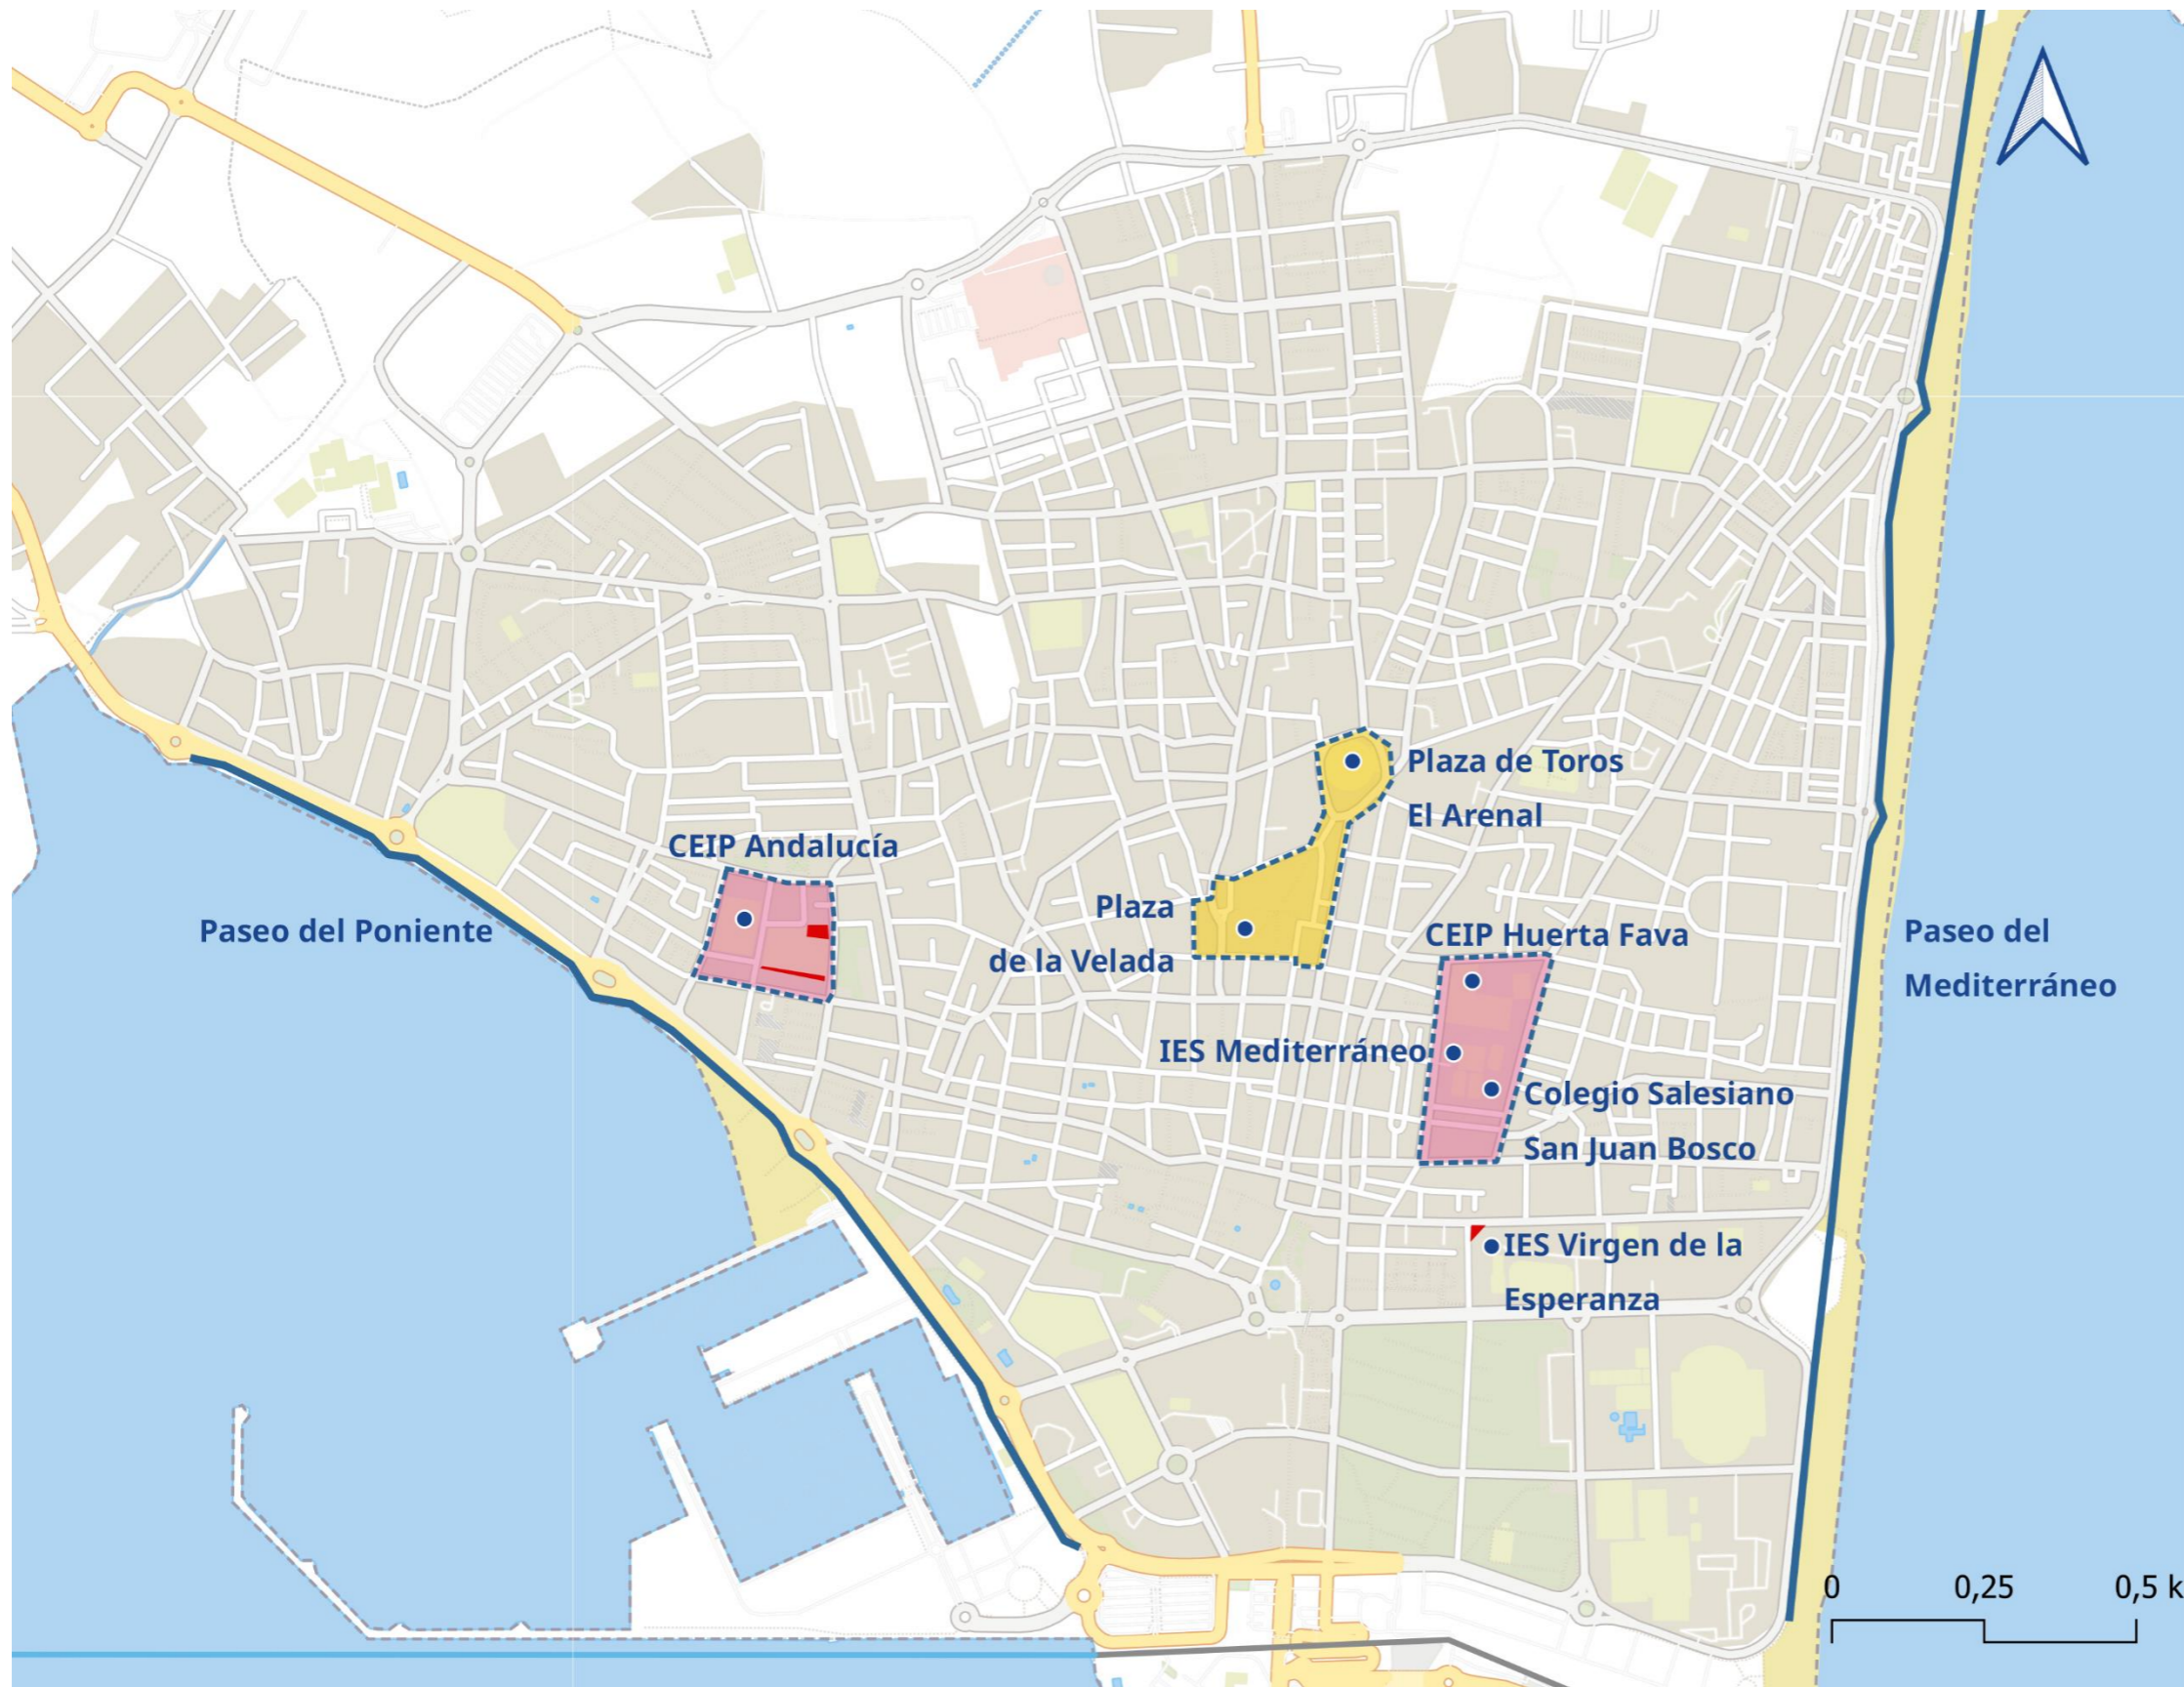 Plaza de Toros
El Arenal
CEIP Andalucía
Plaza
de la Velada
Paseo del Poniente
CEIP Huerta Fava
Paseo del
Mediterráneo
IES Mediterráneo
Colegio Salesiano
San Juan Bosco
IES Virgen de la
Esperanza
0 0,25 0,5 k